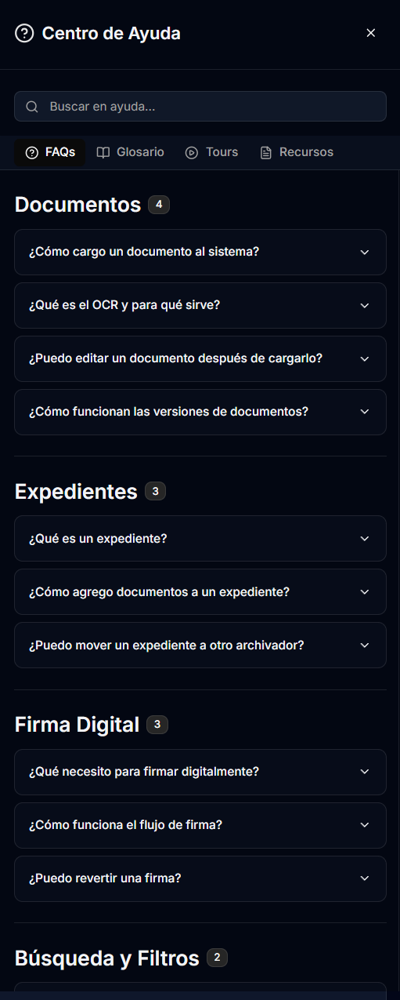 Centro de Ayuda
Buscar en ayuda...
FAQs Glosario Tours Recursos
Documentos 4
¿Cómo cargo un documento al sistema?
¿Qué es el OCR y para qué sirve?
¿Puedo editar un documento después de cargarlo?
¿Cómo funcionan las versiones de documentos?
Expedientes 3
¿Qué es un expediente?
¿Cómo agrego documentos a un expediente?
¿Puedo mover un expediente a otro archivador?
Firma Digital 3
¿Qué necesito para firmar digitalmente?
¿Cómo funciona el flujo de firma?
¿Puedo revertir una firma?
Búsqueda y Filtros 2